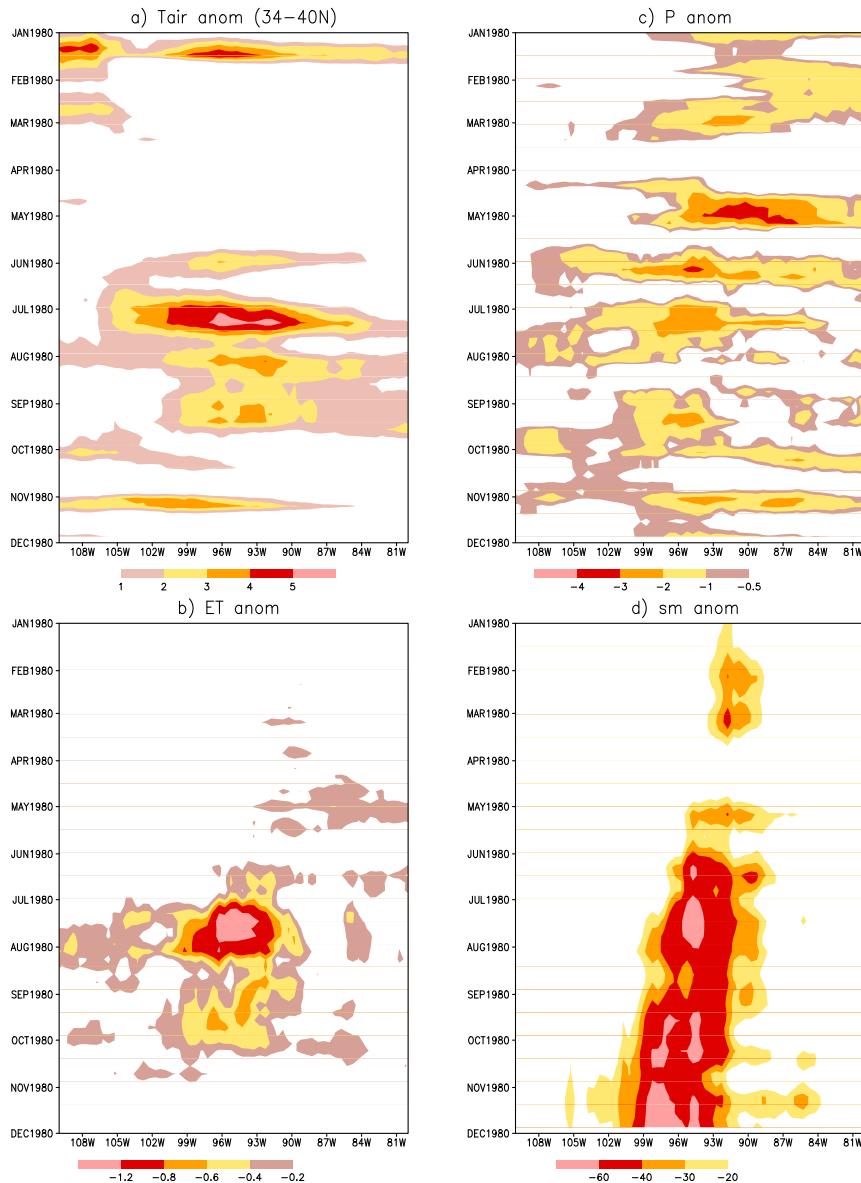 a) Tair anom (34-40N)
JAN1980
FEB1980
MAR1980
APR1980
MAY1980
JUN1980
JUL1980
AUG1980
SEP1980
OCT1980
NOV1980
DEC1980
108W 105W 102W 99W 96W 93W 90W 87W 84W 81W
1 2 3 4 5
c) P anom
JAN1980
FEB1980
MAR1980
APR1980
MAY1980
JUN1980
JUL1980
AUG1980
SEP1980
OCT1980
NOV1980
DEC1980
108W 105W 102W 99W 96W 93W 90W 87W 84W 81W
-4 -3 -2 -1 -0.5
b) ET anom
JAN1980
FEB1980
MAR1980
APR1980
MAY1980
JUN1980
JUL1980
AUG1980
SEP1980
OCT1980
NOV1980
DEC1980
108W 105W 102W 99W 96W 93W 90W 87W 84W 81W
-1.2 -0.8 -0.6 -0.4 -0.2
d) sm anom
JAN1980
FEB1980
MAR1980
APR1980
MAY1980
JUN1980
JUL1980
AUG1980
SEP1980
OCT1980
NOV1980
DEC1980
108W 105W 102W 99W 96W 93W 90W 87W 84W 81W
-60 -40 -30 -20